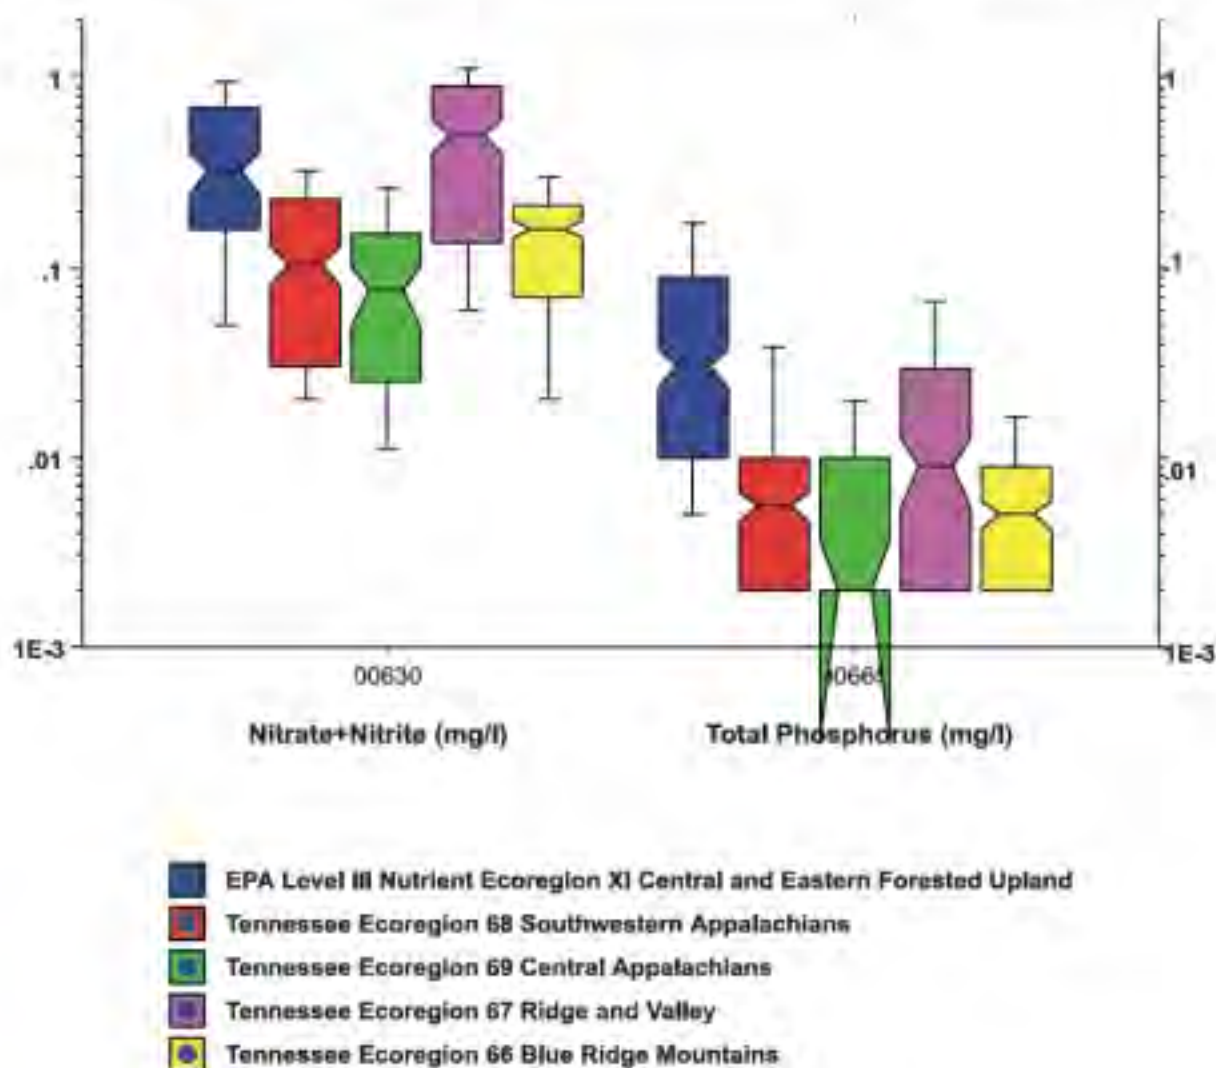 1
1
.1
.1
.01
.01
1E-3
1E-3
00630
Nitrate+Nitrite (mg/l)
Total Phosphorus (mg/l)
EPA Level III Nutrient Ecoregion XI Central and Eastern Forested Upland
Tennessee Ecoregion 68 Southwestern Appalachians
Tennessee Ecoregion 69 Central Appalachians
Tennessee Ecoregion 67 Ridge and Valley
Tennessee Ecoregion 66 Blue Ridge Mountains